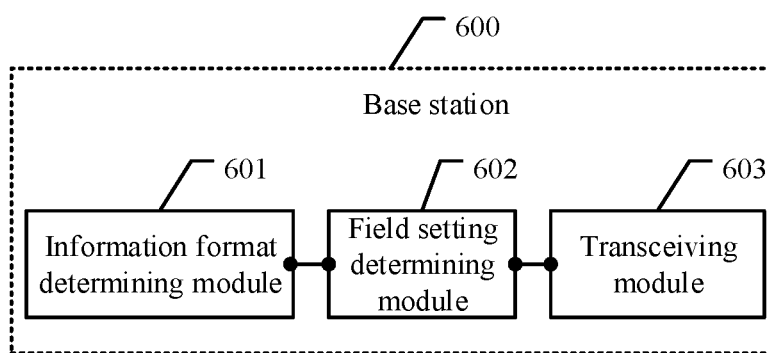 600
Base station
601
602
603
Information format
determining module
Field setting
determining
module
Transceiving
module